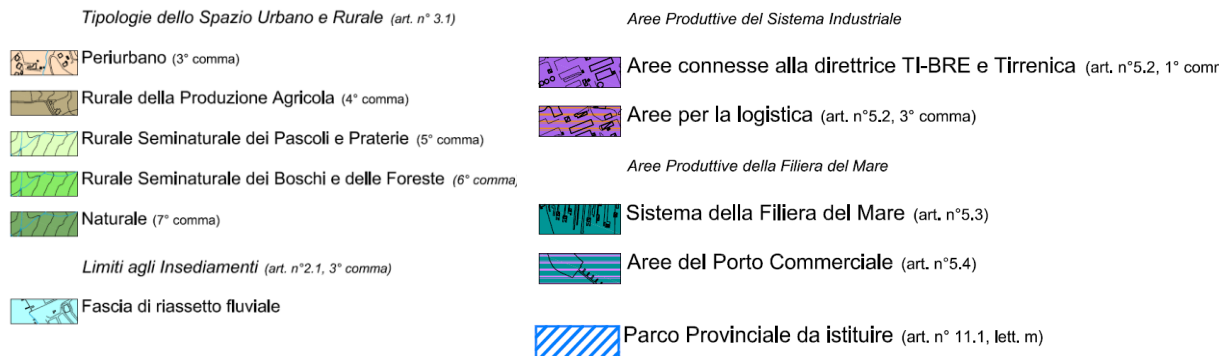 Tipologie dello Spazio Urbano e Rurale (art. n° 3.1)
Periurbano (3° comma)
Rurale della Produzione Agricola (4° comma)
Rurale Seminaturale dei Pascoli e Praterie (5° comma)
Rurale Seminaturale dei Boschi e delle Foreste (6° comma)
Naturale (7° comma)
Limiti agli Insediamenti (art. n°2.1, 3° comma)
Fascia di riassetto fluviale
Aree Produttive del Sistema Industriale
Aree connesse alla direttrice TI-BRE e Tirrenica (art. n°5.2, 1° comm
Aree per la logistica (art. n°5.2, 3° comma)
Aree Produttive della Filiera del Mare
Sistema della Filiera del Mare (art. n°5.3)
Aree del Porto Commerciale (art. n°5.4)
Parco Provinciale da istituire (art. n° 11.1, lett. m)